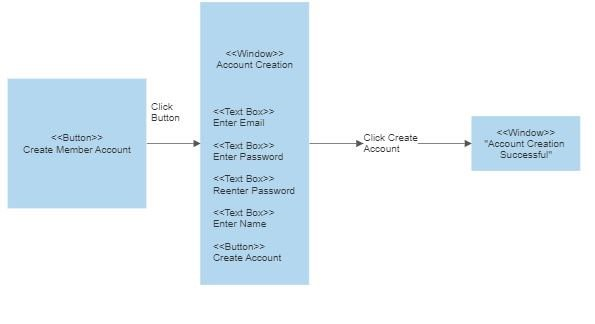 <<Button>>
Create Member Account
Click
Button
<<Window>>
Account Creation
<<Text Box>>
Enter Email
<<Text Box>>
Enter Password
<<Text Box>>
Reenter Password
<<Text Box>>
Enter Name
<<Button>>
Create Account
Click Create
Account
<<Window>>
"Account Creation
Successful"